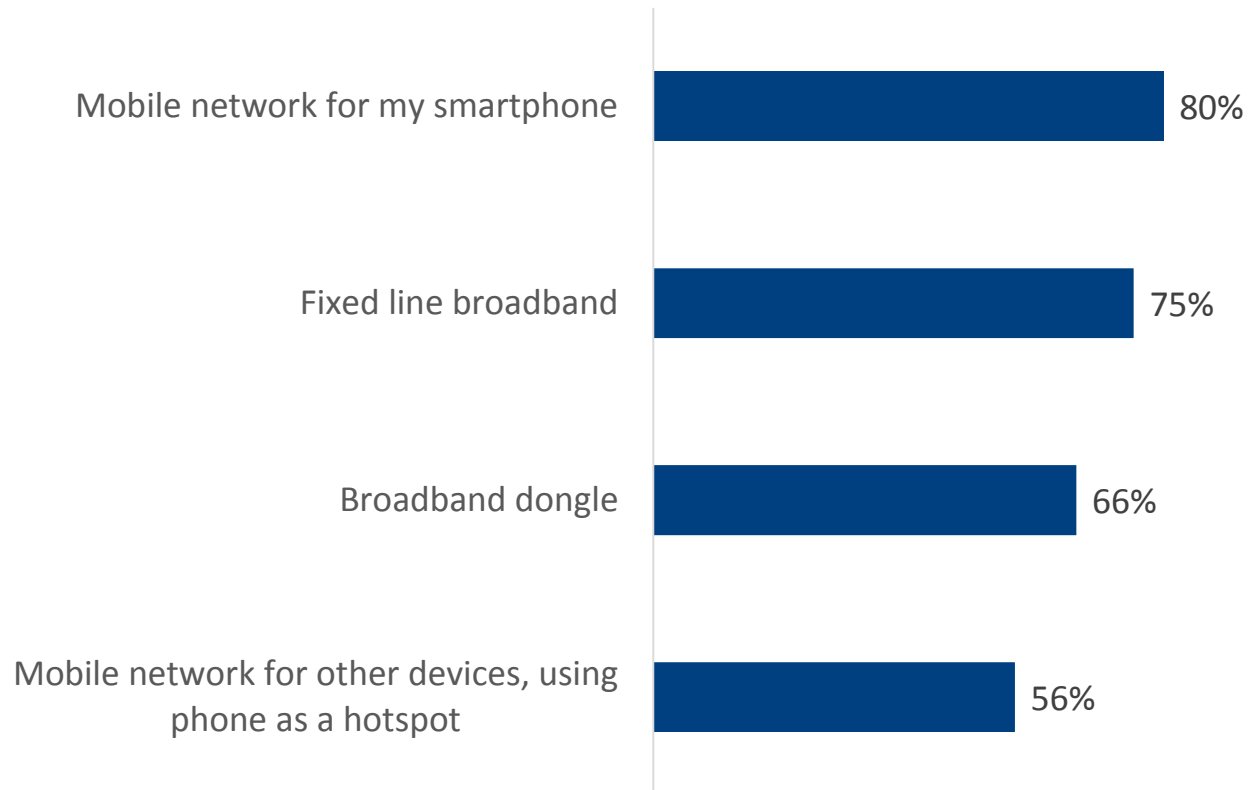 Mobile network for my smartphone
80%
Fixed line broadband
75%
Broadband dongle
66%
Mobile network for other devices, using
phone as a hotspot
56%